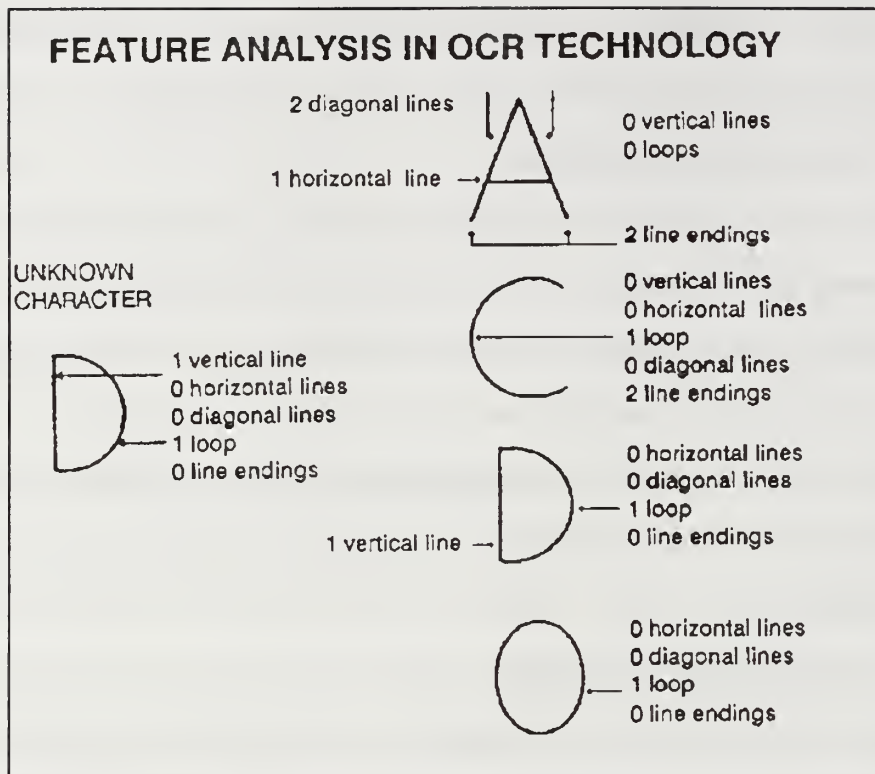 FEATURE ANALYSIS IN OCR TECHNOLOGY
2 diagonal lines
0 vertical lines
0 loops
1 horizontal line
2 line endings
UNKNOWN
CHARACTER
1 vertical line
0 horizontal lines
0 diagonal lines
1 loop
0 line endings
0 vertical lines
0 horizontal lines
1 loop
0 diagonal lines
2 line endings
0 horizontal lines
0 diagonal lines
1 loop
0 line endings
1 vertical line
0 horizontal lines
0 diagonal lines
1 loop
0 line endings